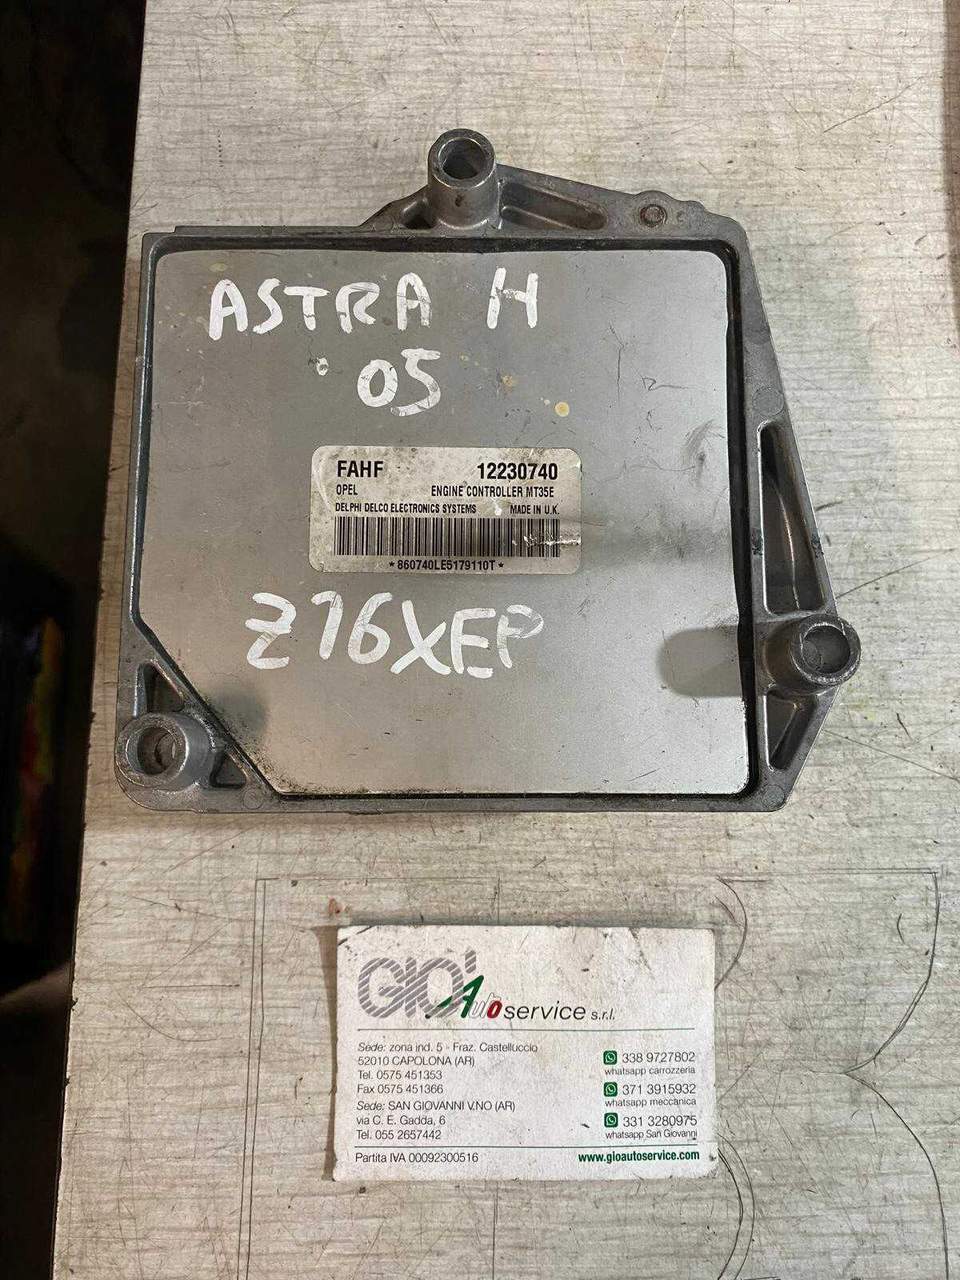 ASTRA H
05
FAHF 12230740
OPEL ENGINE CONTROLLER MT35E
DELPHI DELCO ELECTRONICS SYSTEMS MADE IN U.K.
*860740LE5179110T*
Z16XEP
GIO' Auto service s.r.l.
Sede: zona ind. 5 - Fraz. Castelluccio
52010 CAPOLONA (AR)
Tel. 0575 451353
Fax 0575 451366
Sede: SAN GIOVANNI V.NO (AR)
via C. E. Gadda, 6
Tel. 055 2657442
338 9727802
whatsapp carrozzeria
371 3915932
whatsapp meccanica
331 3280975
whatsapp San Giovanni
Partita IVA 00092300516 www.gioautoservice.com